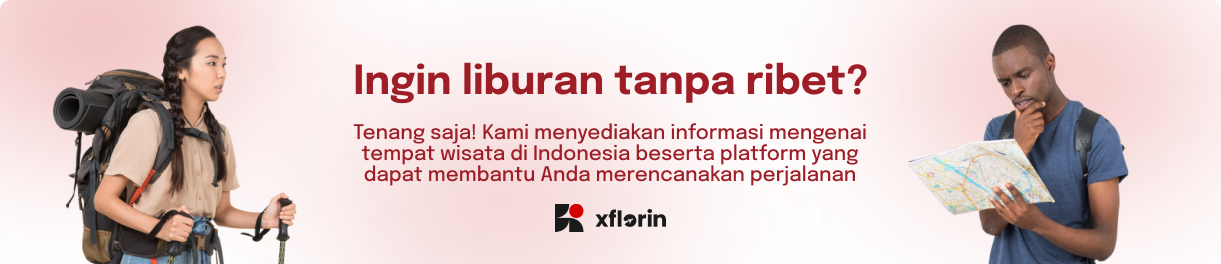 Ingin liburan tanpa ribet?
Tenang saja! Kami menyediakan informasi mengenai
tempat wisata di Indonesia beserta platform yang
dapat membantu Anda merencanakan perjalanan
xflorin